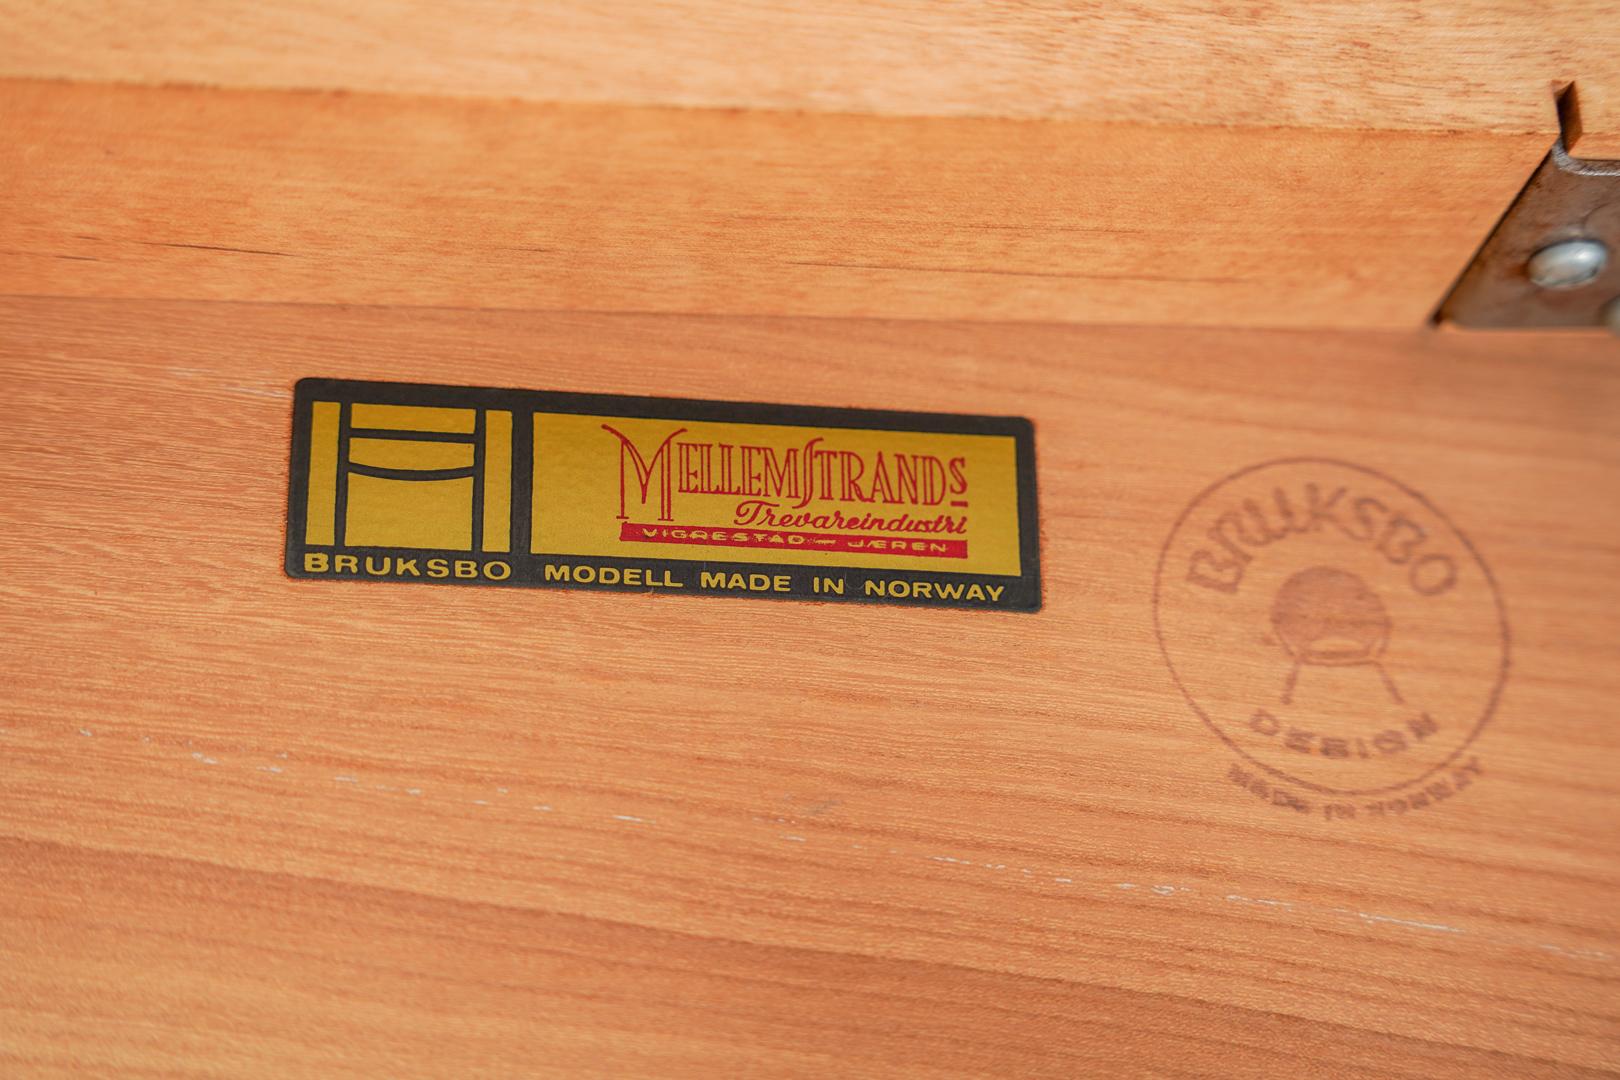 MELLEMSTRANDS
Trevareindustri
VIGRESTAD — JÆREN
BRUKSBO MODELL MADE IN NORWAY
BRUKSBO
DESIGN
MADE IN NORWAY